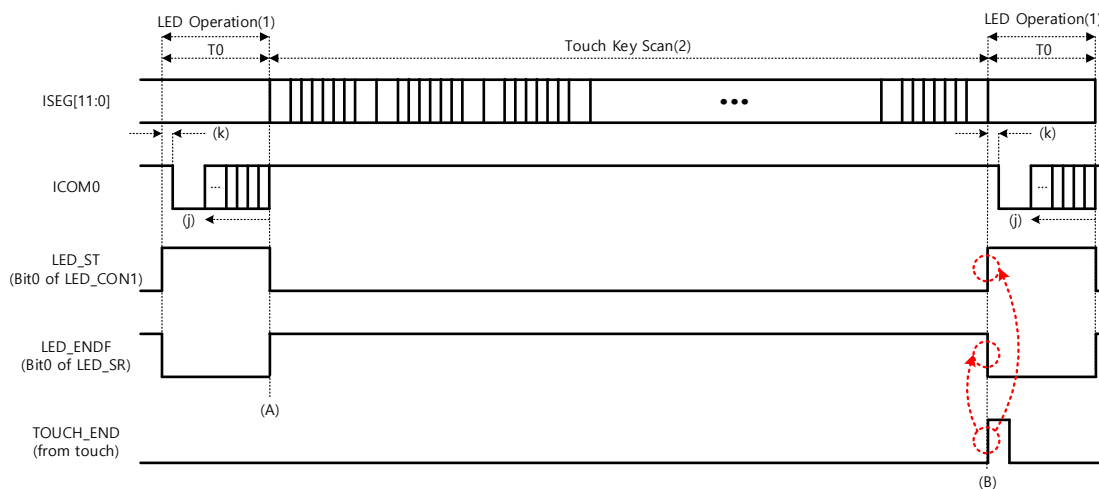 LED Operation(1)
LED Operation(1)
T0
Touch Key Scan(2)
T0
ISEG[11:0]
•••
(k)
(k)
ICOM0
...
...
(j)
(j)
LED_ST
(Bit0 of LED_CON1)
LED_ENDF
(Bit0 of LED_SR)
(A)
TOUCH_END
(from touch)
(B)